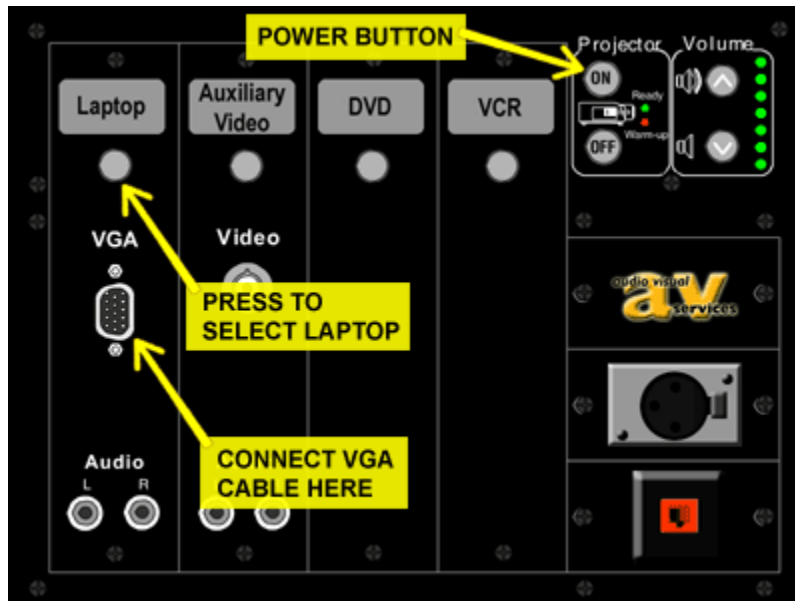 POWER BUTTON
Projector
Volume
Laptop
Auxiliary
Video
DVD
VCR
ON
Ready
Warm-up
OFF
VGA
Video
PRESS TO
SELECT LAPTOP
audio visual
av
services
Audio
L R
CONNECT VGA
CABLE HERE